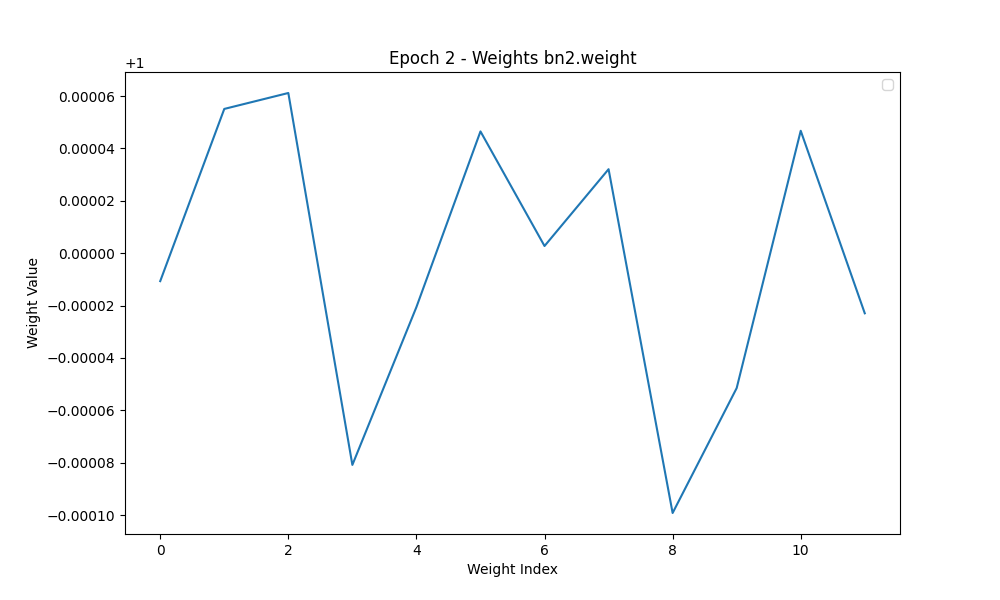 Epoch 2 - Weights bn2.weight
+1
0.00006
0.00004
0.00002
0.00000
−0.00002
−0.00004
−0.00006
−0.00008
−0.00010
Weight Value
0 2 4 6 8 10
Weight Index